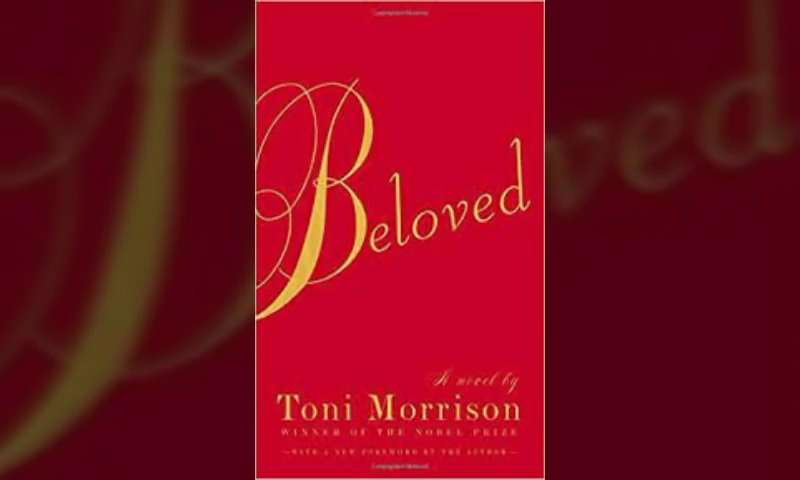 Beloved
A novel by
Toni Morrison
WINNER OF THE NOBEL PRIZE
—WITH A NEW FOREWORD BY THE AUTHOR—